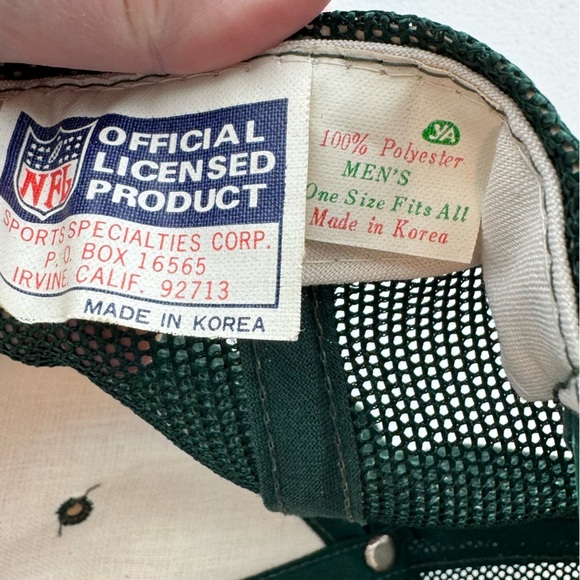 NFL
OFFICIAL
LICENSED
PRODUCT
SPORTS SPECIALTIES CORP.
P. O. BOX 16565
IRVINE, CALIF. 92713
MADE IN KOREA
YA
100% Polyester
MEN'S
One Size Fits All
Made in Korea